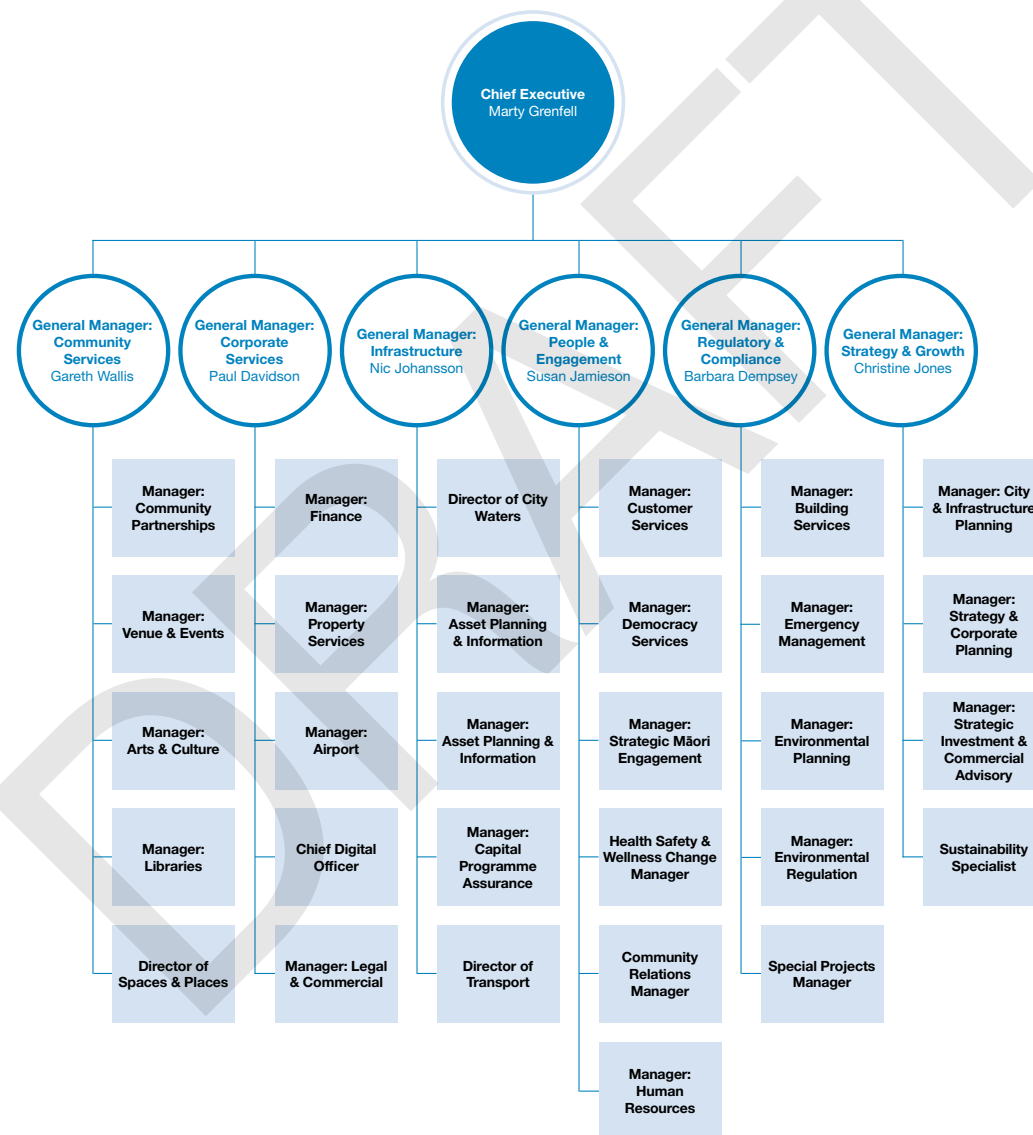 Chief Executive
Marty Grenfell
General Manager:
Community
Services
Gareth Wallis
General Manager:
Corporate
Services
Paul Davidson
General Manager:
Infrastructure
Nic Johansson
General Manager:
People &
Engagement
Susan Jamieson
General Manager:
Regulatory &
Compliance
Barbara Dempsey
General Manager:
Strategy & Growth
Christine Jones
Manager:
Community
Partnerships
Manager:
Venue & Events
Manager:
Arts & Culture
Manager:
Libraries
Director of
Spaces & Places
Manager:
Finance
Manager:
Property
Services
Manager:
Airport
Chief Digital
Officer
Manager: Legal
& Commercial
Director of City
Waters
Manager:
Asset Planning
& Information
Manager:
Asset Planning &
Information
Manager:
Capital
Programme
Assurance
Director of
Transport
Manager:
Customer
Services
Manager:
Democracy
Services
Manager:
Strategic Māori
Engagement
Health Safety &
Wellness Change
Manager
Community
Relations
Manager
Manager:
Human
Resources
Manager:
Building
Services
Manager:
Emergency
Management
Manager:
Environmental
Planning
Manager:
Environmental
Regulation
Special Projects
Manager
Manager: City
& Infrastructure
Planning
Manager:
Strategy &
Corporate
Planning
Manager:
Strategic
Investment &
Commercial
Advisory
Sustainability
Specialist
DRAFT